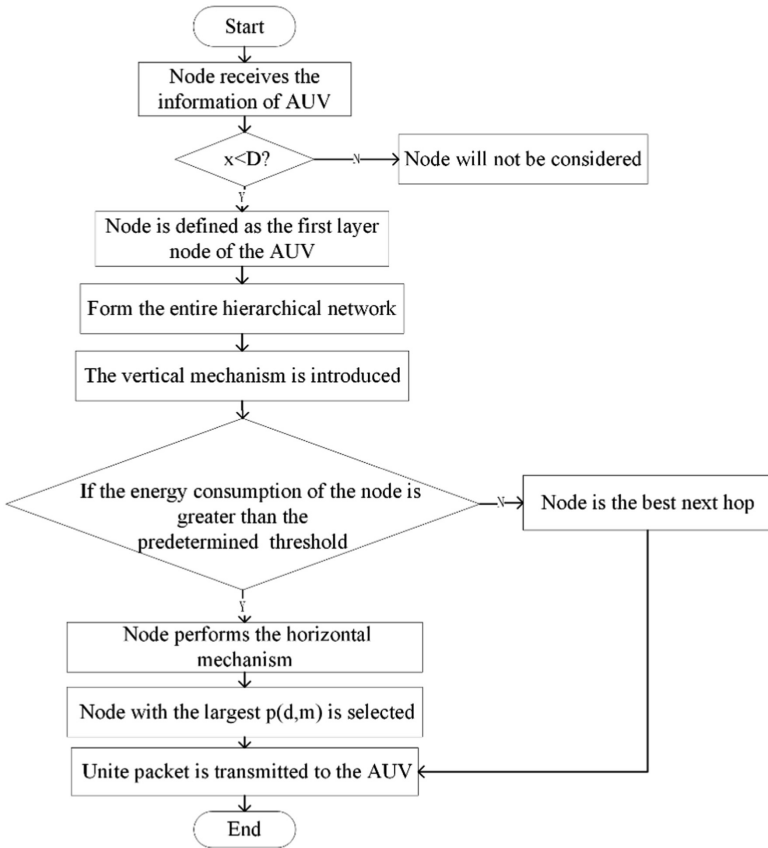 Start
Node receives the
information of AUV
x<D?
N
Node will not be considered
Y
Node is defined as the first layer
node of the AUV
Form the entire hierarchical network
The vertical mechanism is introduced
If the energy consumption of the node is
greater than the
predetermined threshold
N
Node is the best next hop
Y
Node performs the horizontal
mechanism
Node with the largest p(d,m) is selected
Unite packet is transmitted to the AUV
End